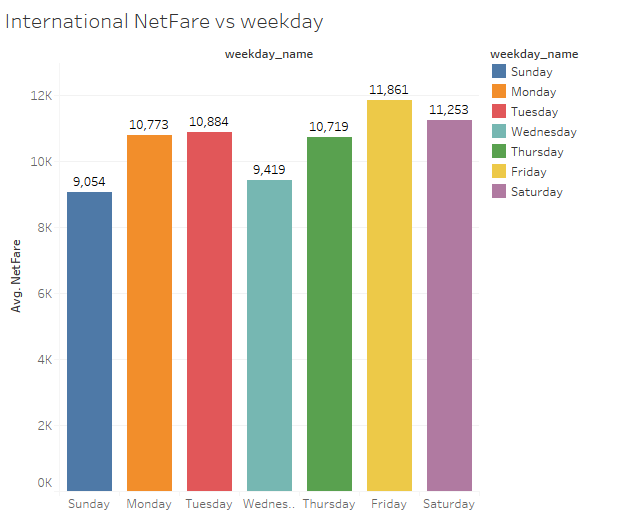 International NetFare vs weekday
weekday_name
weekday_name
Sunday
Monday
Tuesday
Wednesday
Thursday
Friday
Saturday
Avg. NetFare
12K
10K
8K
6K
4K
2K
0K
9,054
10,773
10,884
9,419
10,719
11,861
11,253
Sunday Monday Tuesday Wednes.. Thursday Friday Saturday